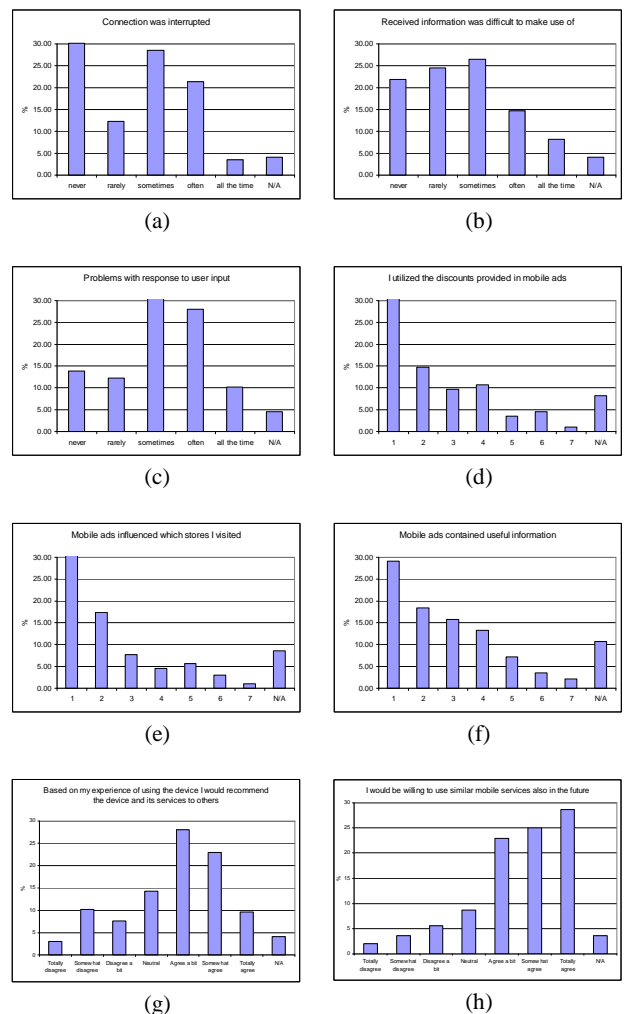 Connection was interrupted
30.00
25.00
20.00
15.00
10.00
5.00
0.00
%
never rarely sometimes often all the time N/A
(a)
Received information was difficult to make use of
30.00
25.00
20.00
15.00
10.00
5.00
0.00
%
never rarely sometimes often all the time N/A
(b)
Problems with response to user input
30.00
25.00
20.00
15.00
10.00
5.00
0.00
%
never rarely sometimes often all the time N/A
(c)
I utilized the discounts provided in mobile ads
30.00
25.00
20.00
15.00
10.00
5.00
0.00
%
1 2 3 4 5 6 7 N/A
(d)
Mobile ads influenced which stores I visited
30.00
25.00
20.00
15.00
10.00
5.00
0.00
%
1 2 3 4 5 6 7 N/A
(e)
Mobile ads contained useful information
30.00
25.00
20.00
15.00
10.00
5.00
0.00
%
1 2 3 4 5 6 7 N/A
(f)
Based on my experience of using the device I would recommend
the device and its services to others
30
25
20
15
10
5
0
%
Totally Somewhat Disagree a Neutral Agree a bit Somewhat Totally N/A
disagree disagree bit agree agree
(g)
I would be willing to use similar mobile services also in the future
30
25
20
15
10
5
0
%
Totally Somewhat Disagree a Neutral Agree a bit Somewhat Totally N/A
disagree disagree bit agree agree
(h)